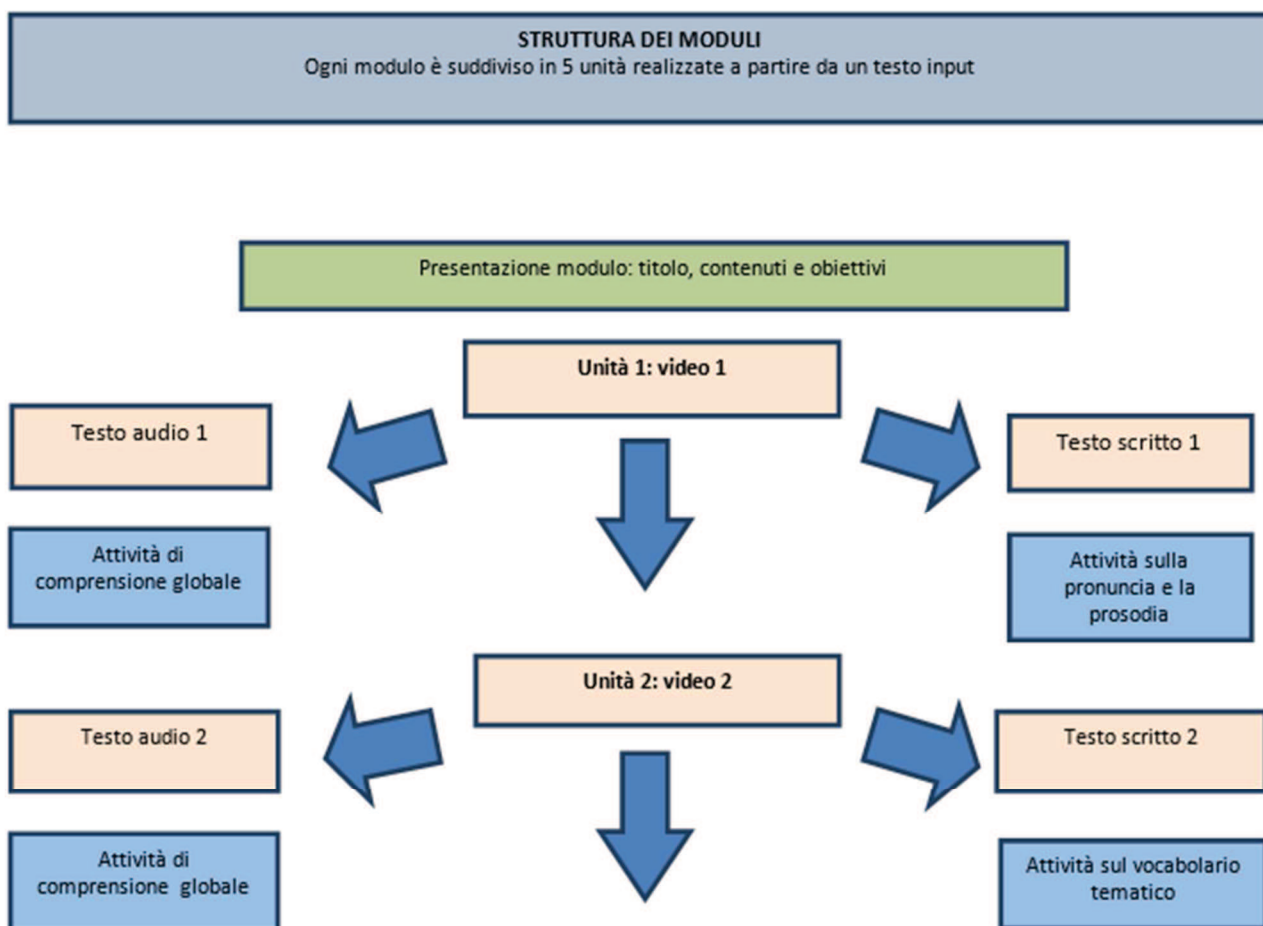 STRUTTURA DEI MODULI
Ogni modulo è suddiviso in 5 unità realizzate a partire da un testo input
Presentazione modulo: titolo, contenuti e obiettivi
Unità 1: video 1
Testo audio 1
Testo scritto 1
Attività di
comprensione globale
Attività sulla
pronuncia e la
prosodia
Unità 2: video 2
Testo audio 2
Testo scritto 2
Attività di
comprensione globale
Attività sul vocabolario
tematico